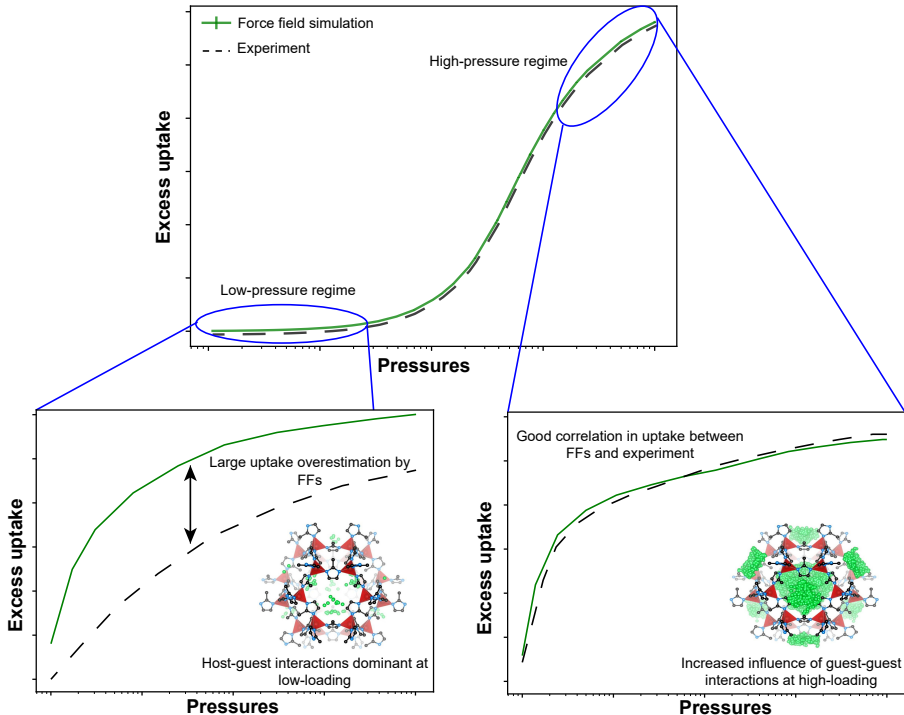 Force field simulation
Experiment
High-pressure regime
Low-pressure regime
Excess uptake
Pressures
Large uptake overestimation by
FFs
Host-guest interactions dominant at
low-loading
Excess uptake
Pressures
Good correlation in uptake between
FFs and experiment
Increased influence of guest-guest
interactions at high-loading
Excess uptake
Pressures